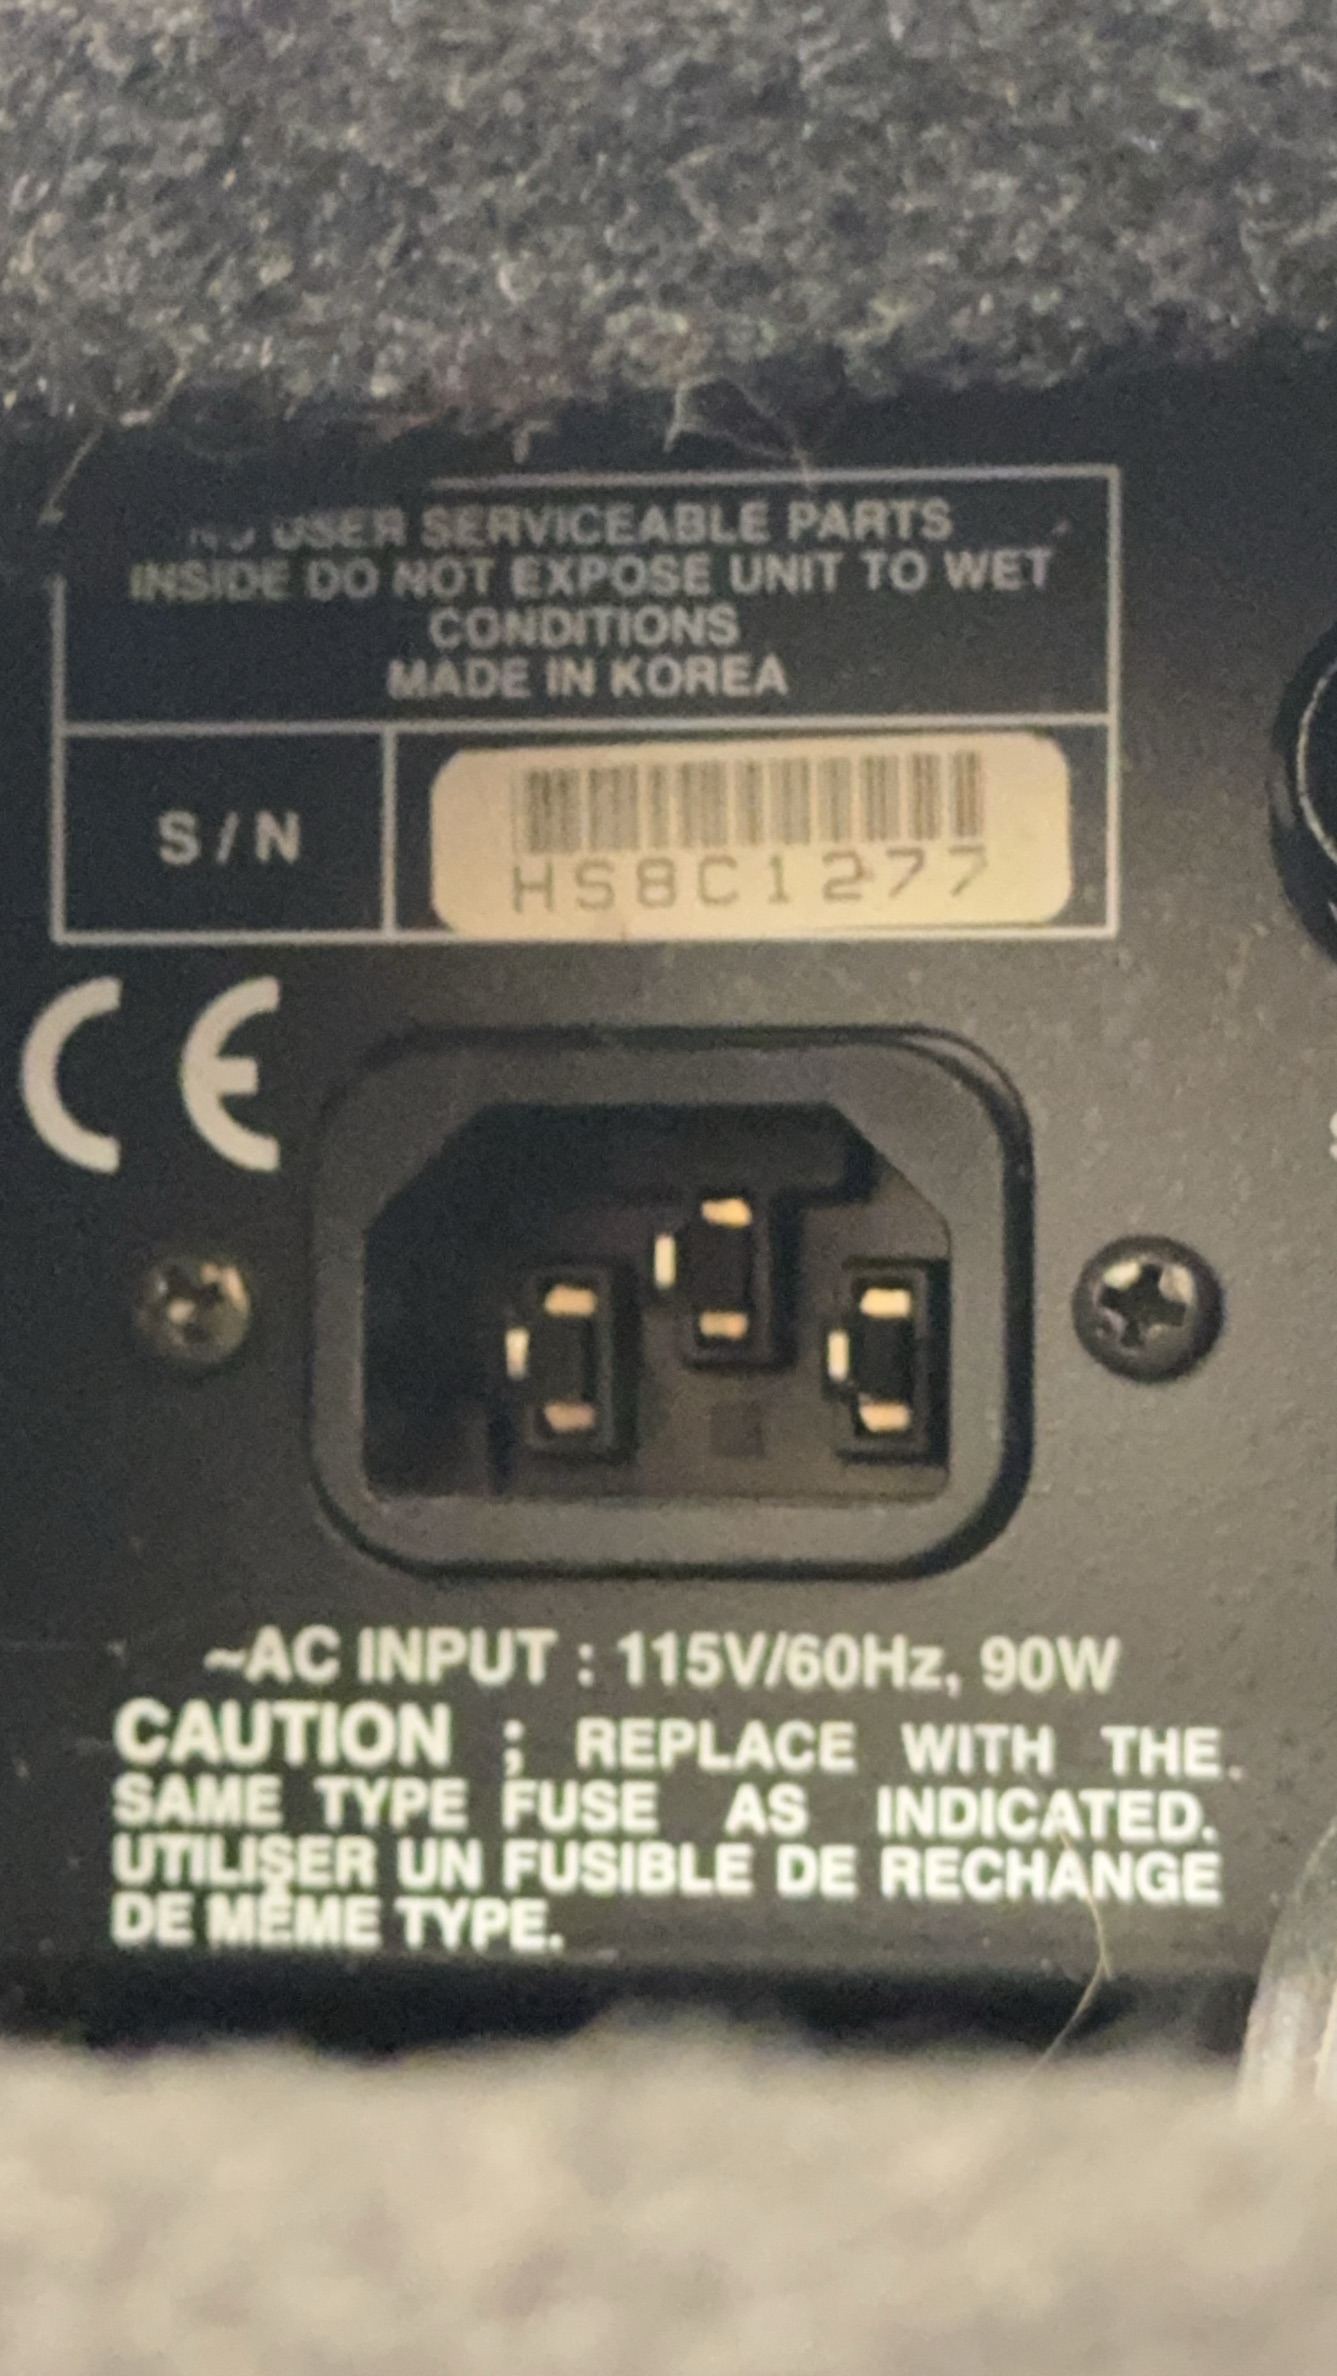 NO USER SERVICEABLE PARTS
INSIDE DO NOT EXPOSE UNIT TO WET
CONDITIONS
MADE IN KOREA
S/N
HS8C1277
CE
~AC INPUT : 115V/60Hz, 90W
CAUTION ; REPLACE WITH THE
SAME TYPE FUSE AS INDICATED.
UTILISER UN FUSIBLE DE RECHANGE
DE MÊME TYPE.